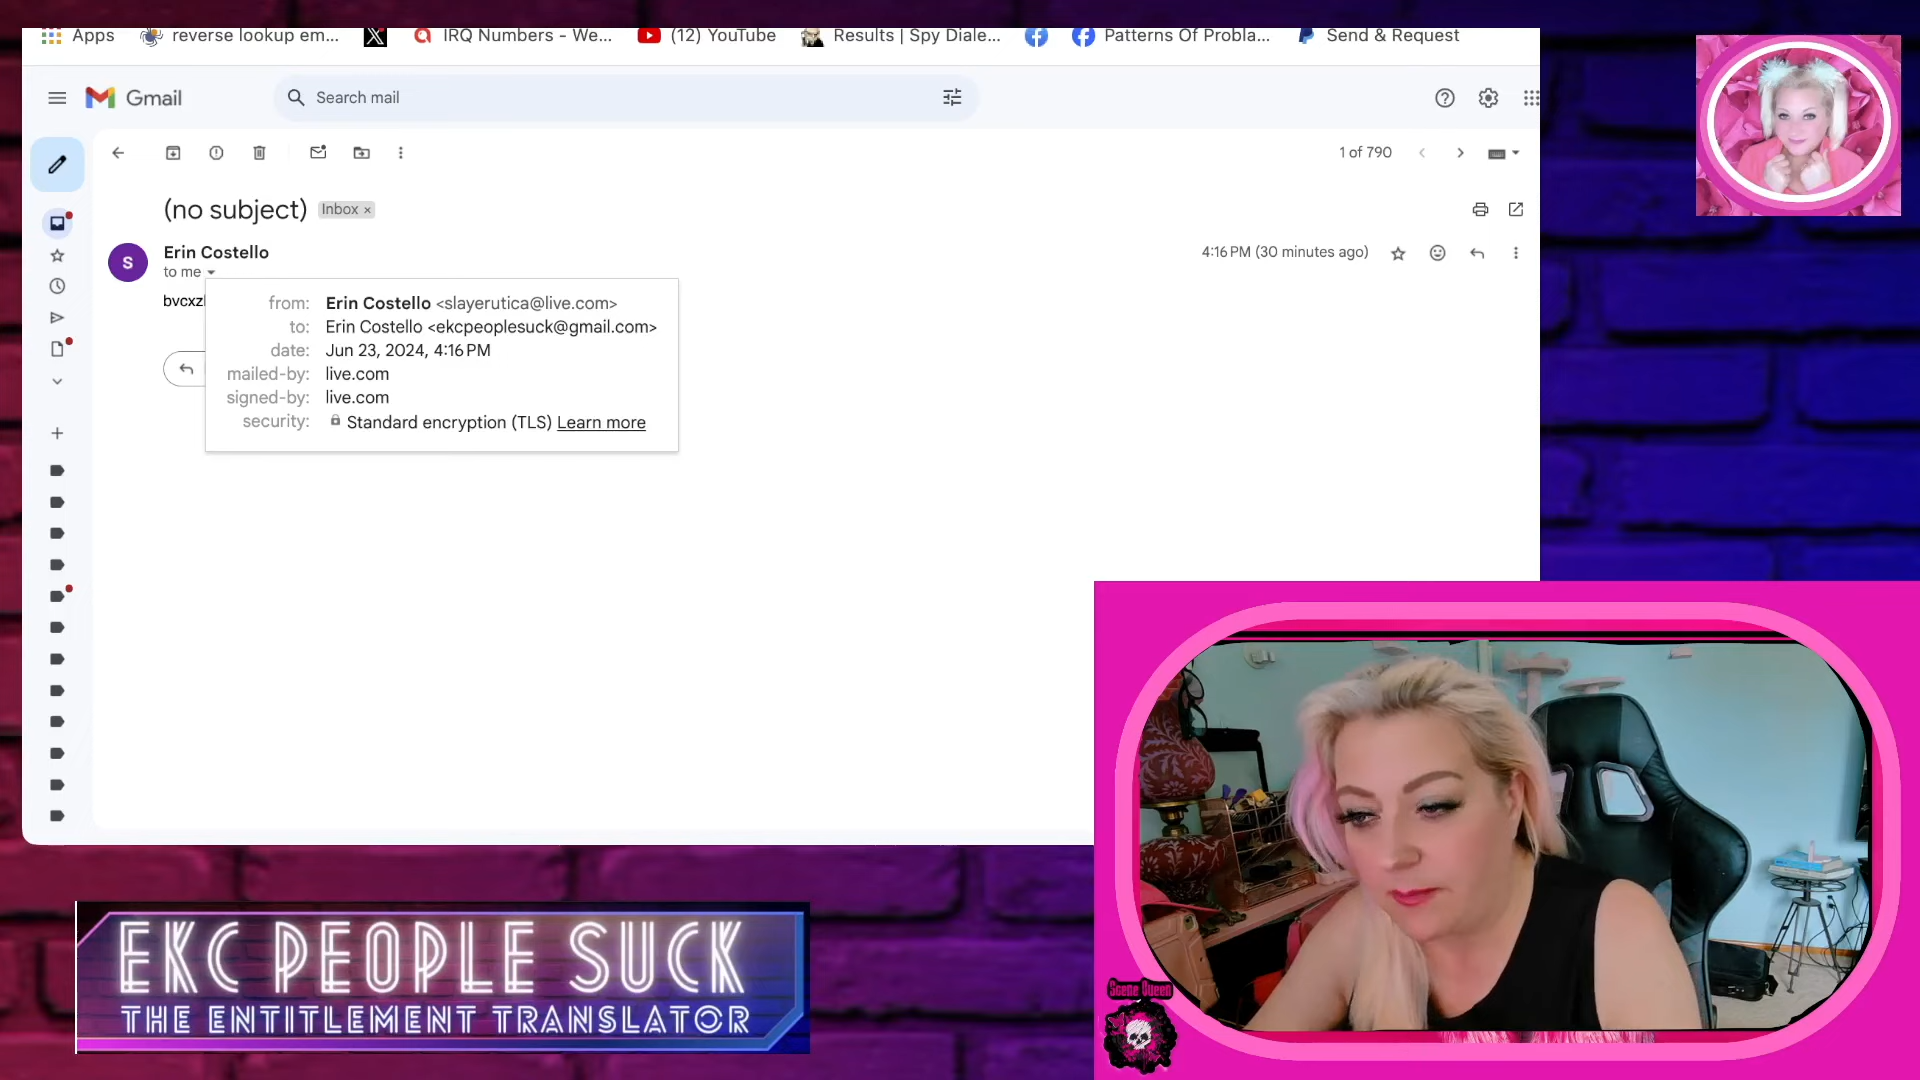 Apps
reverse lookup em...
IRQ Numbers - We...
(12) YouTube
Results | Spy Diale...
Patterns Of Probla...
Send & Request
Gmail
Search mail
1 of 790
(no subject)
Inbox ×
S
Erin Costello
4:16 PM (30 minutes ago)
to me
bvcxz
from: Erin Costello <slayerutica@live.com>
to: Erin Costello <ekcpeoplesuck@gmail.com>
date: Jun 23, 2024, 4:16 PM
mailed-by: live.com
signed-by: live.com
security: Standard encryption (TLS) Learn more
EKC PEOPLE SUCK
THE ENTITLEMENT TRANSLATOR
Scene Queen